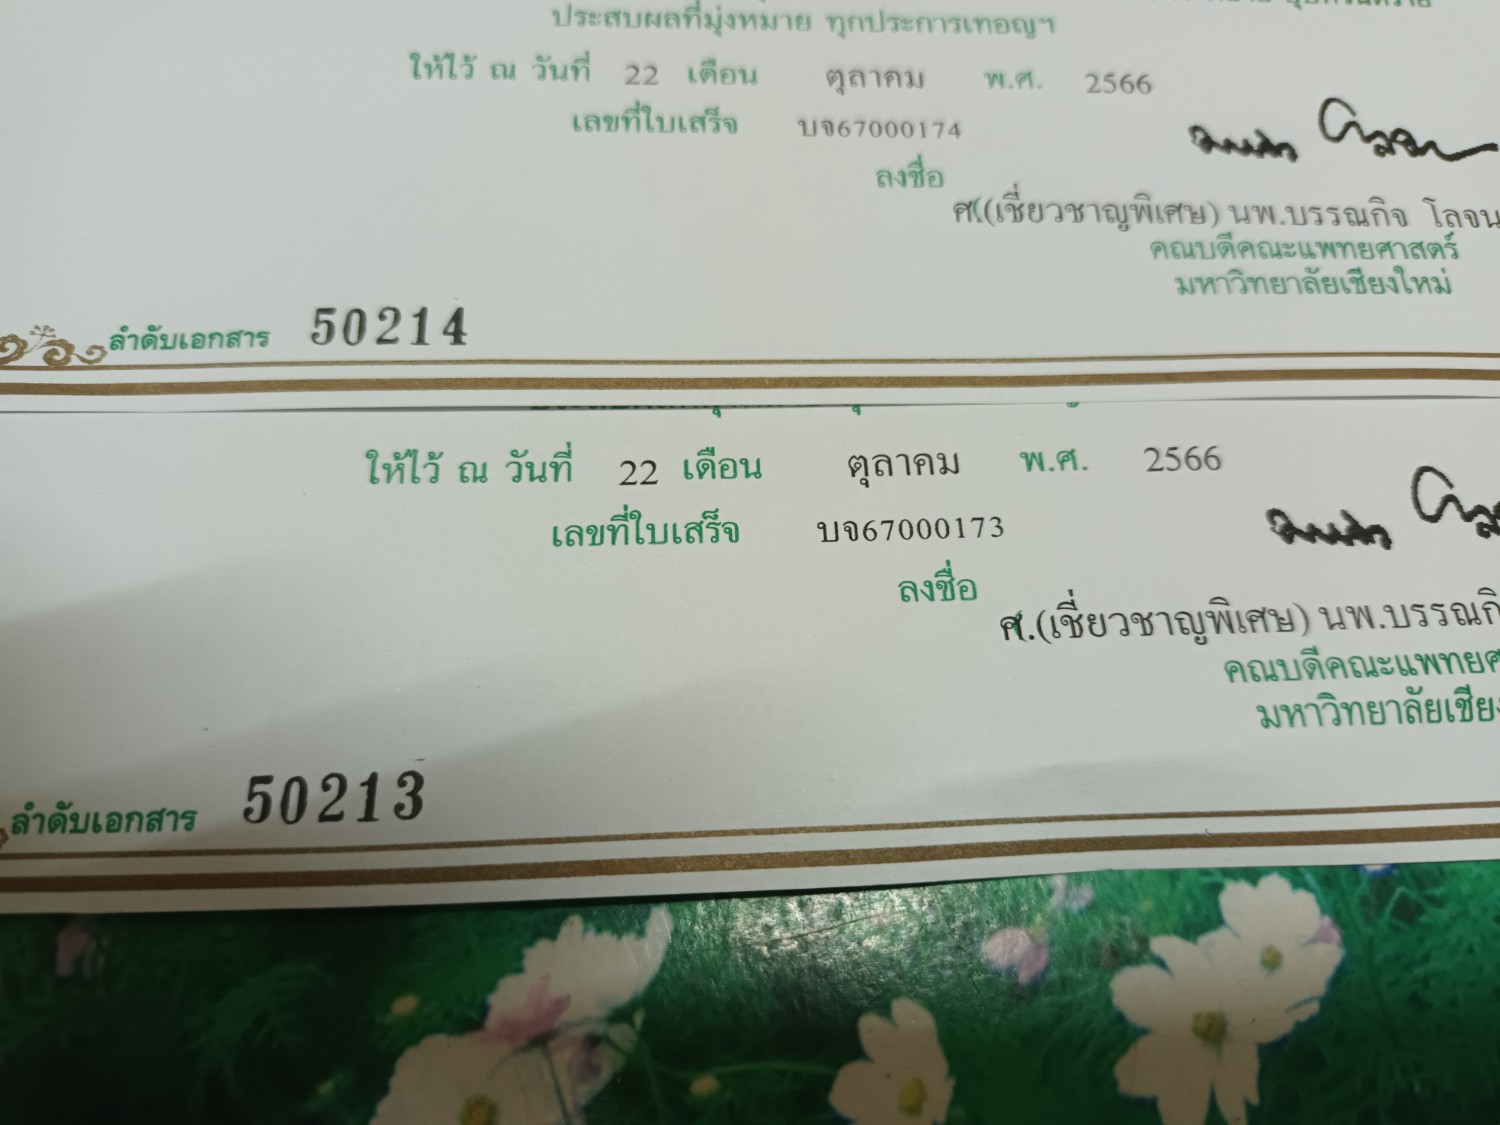 ประสบผลที่มุ่งหมาย ทุกประการเทอญฯ
ให้ไว้ ณ วันที่ 22 เดือน ตุลาคม พ.ศ. 2566
เลขที่ใบเสร็จ บจ67000174
ลงชื่อ
ศ.(เชี่ยวชาญพิเศษ) นพ.บรรณกิจ โลจน
คณบดีคณะแพทยศาสตร์
มหาวิทยาลัยเชียงใหม่
ลำดับเอกสาร 50214
ให้ไว้ ณ วันที่ 22 เดือน ตุลาคม พ.ศ. 2566
เลขที่ใบเสร็จ บจ67000173
ลงชื่อ
ศ.(เชี่ยวชาญพิเศษ) นพ.บรรณกิ
คณบดีคณะแพทยศ
มหาวิทยาลัยเชียง
ลำดับเอกสาร 50213